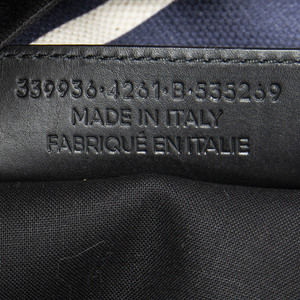 339936·4261·B·535269
MADE IN ITALY
FABRIQUÉ EN ITALIE